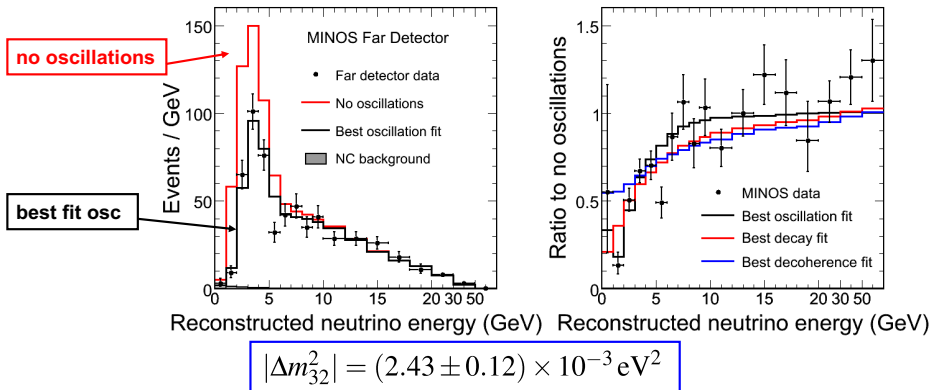 no oscillations
best fit osc
Events / GeV
150
100
50
0
MINOS Far Detector
Far detector data
No oscillations
Best oscillation fit
NC background
0 5 10 15 20 30 50
Reconstructed neutrino energy (GeV)
Ratio to no oscillations
1.5
1
0.5
0
MINOS data
Best oscillation fit
Best decay fit
Best decoherence fit
0 5 10 15 20 30 50
Reconstructed neutrino energy (GeV)
|Δm²₃₂| = (2.43 ± 0.12) × 10⁻³ eV²